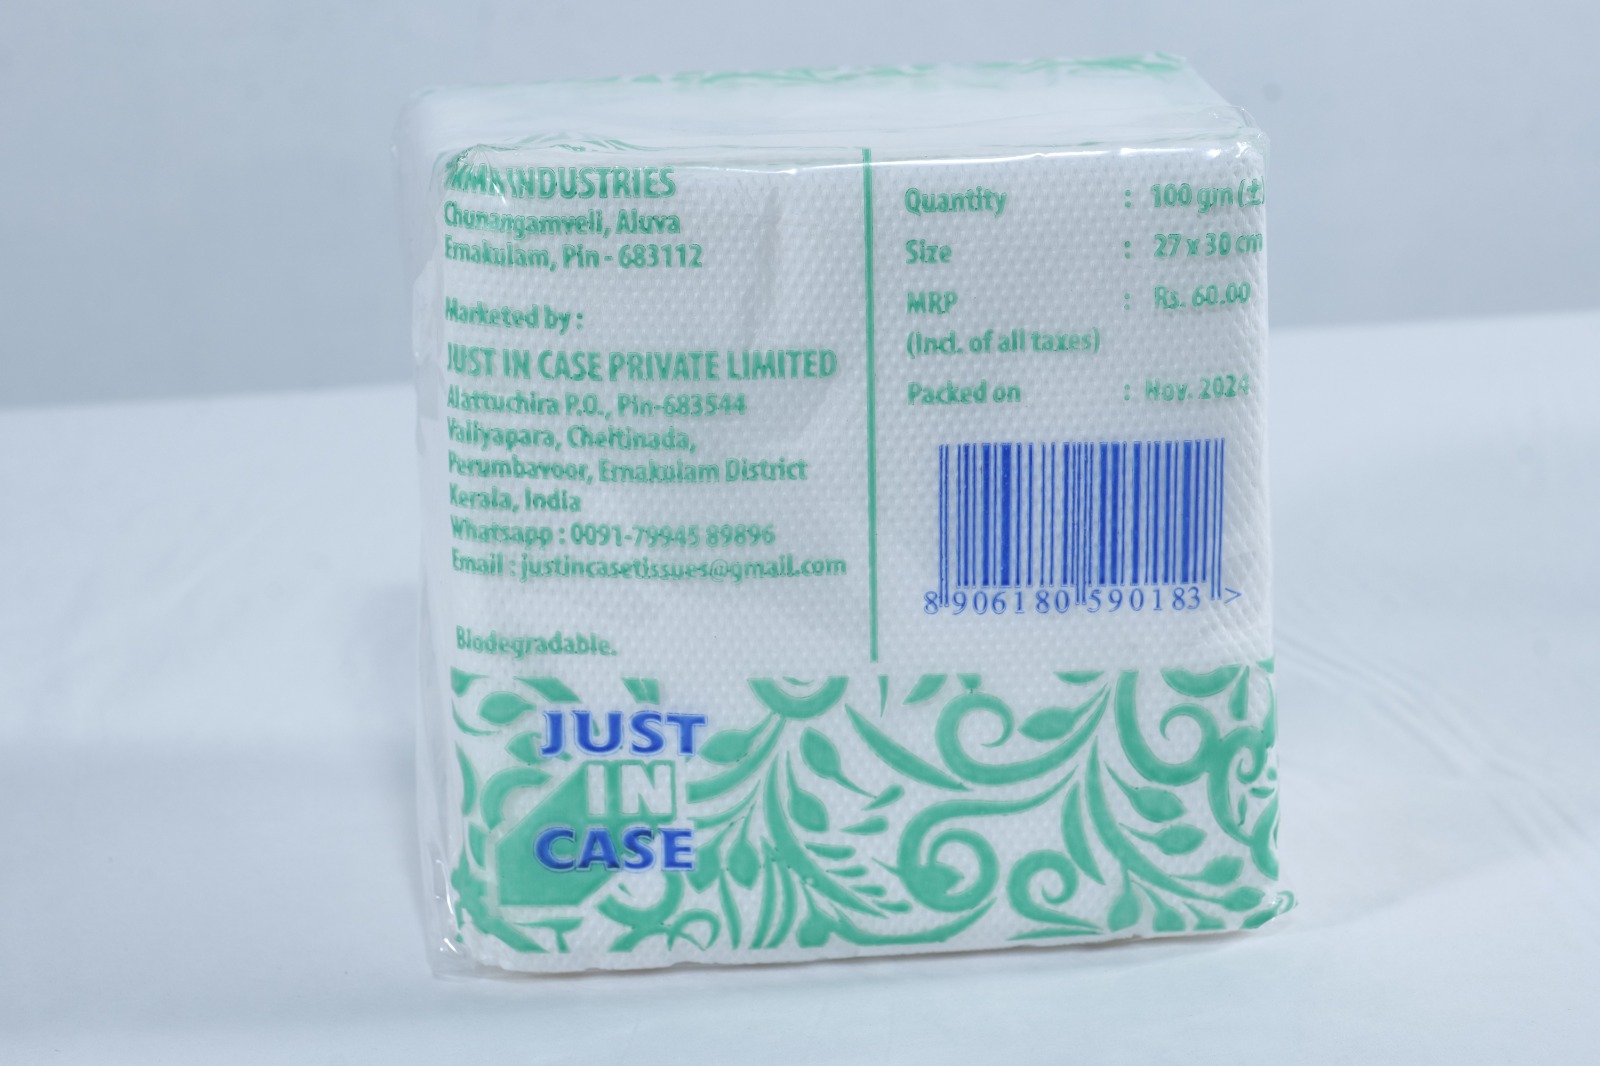 INDUSTRIES
Chunangamveli, Aluva
Ernakulam, Pin - 683112
Marketed by :
JUST IN CASE PRIVATE LIMITED
Alattuchira P.O., Pin-683544
Valiyapara, Chettinada,
Perumbavoor, Ernakulam District
Kerala, India
Whatsapp : 0091-79945 89896
Email : justincasetissues@gmail.com
Biodegradable.
Quantity : 100 gm (±
Size : 27 x 30 cm
MRP : Rs. 60.00
(Incl. of all taxes)
Packed on : Nov. 2024
8 906180 590183 >
JUST
IN
CASE